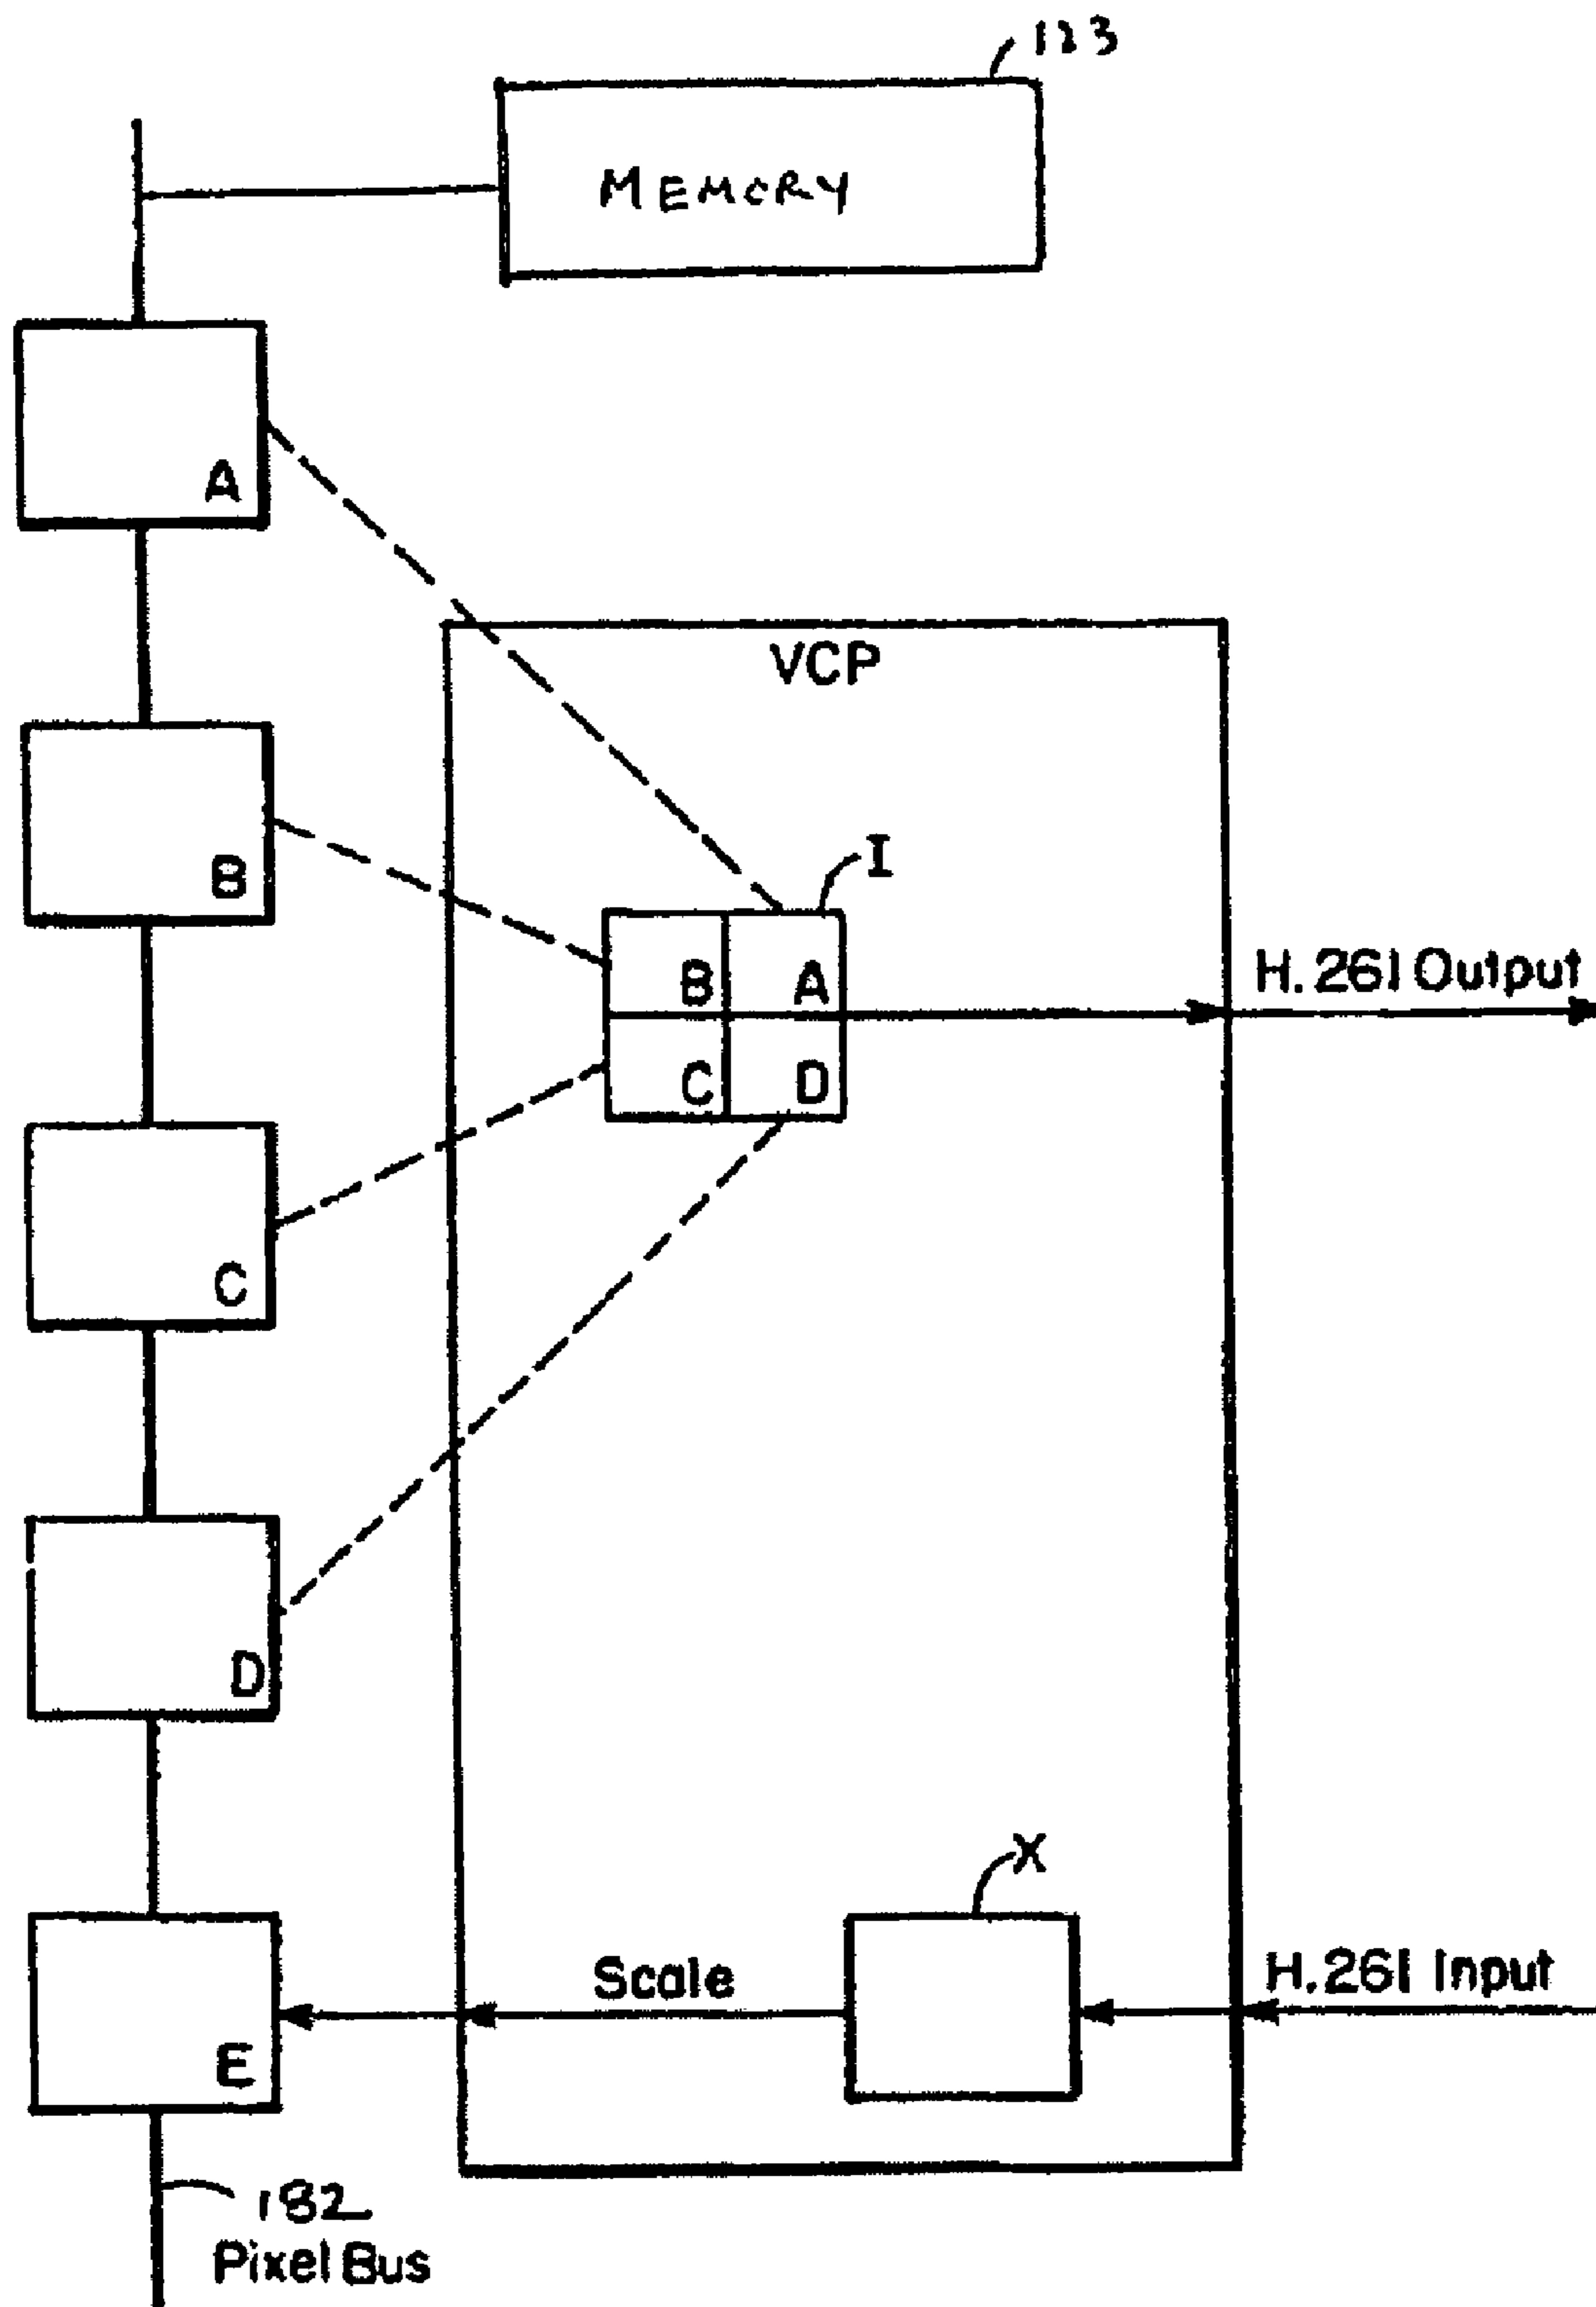 123
MEMORY
A
VCP
B
I
B A
H.261 Output
C D
C
D
X
Scale
H.261 Input
E
182
Pixel Bus